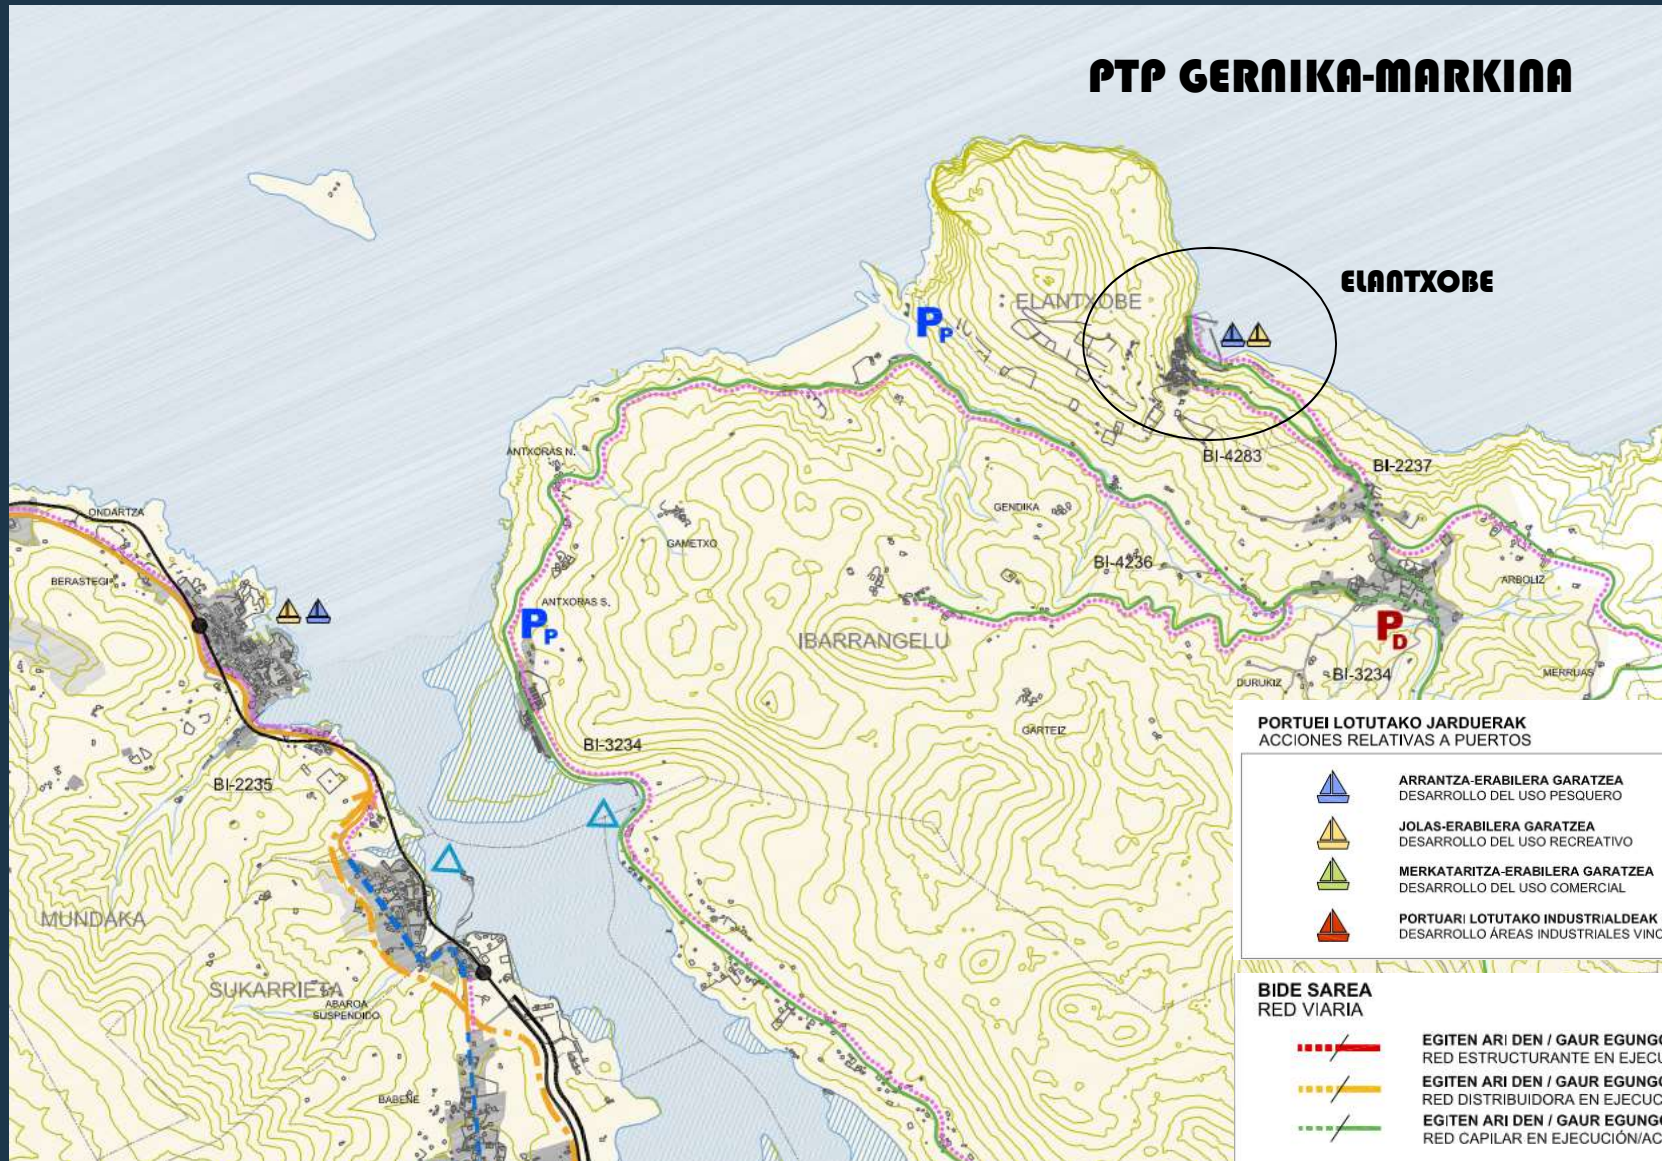 PTP GERNIKA-MARKINA
ELANTXOBE
ELANTXOBE
PP
BI-4283
BI-2237
ANTXORAS N.
ONDARTZA
GENDIKA
GAMETXO
BI-4236
BERASTEGI
ARBOLIZ
ANTXORAS S.
PP
IBARRANGELU
PD
MERRUAS
DURUKIZ
BI-3234
GARTEIZ
BI-3234
BI-2235
MUNDAKA
SUKARRIETA
ABAROA
SUSPENDIDO
BABENE
PORTUEI LOTUTAKO JARDUERAK
ACCIONES RELATIVAS A PUERTOS
ARRANTZA-ERABILERA GARATZEA
DESARROLLO DEL USO PESQUERO
JOLAS-ERABILERA GARATZEA
DESARROLLO DEL USO RECREATIVO
MERKATARITZA-ERABILERA GARATZEA
DESARROLLO DEL USO COMERCIAL
PORTUARI LOTUTAKO INDUSTRIALDEAK
DESARROLLO ÁREAS INDUSTRIALES VINC
BIDE SAREA
RED VIARIA
EGITEN ARI DEN / GAUR EGUNGO
RED ESTRUCTURANTE EN EJECU
EGITEN ARI DEN / GAUR EGUNGO
RED DISTRIBUIDORA EN EJECUC
EGITEN ARI DEN / GAUR EGUNGO
RED CAPILAR EN EJECUCIÓN/AC